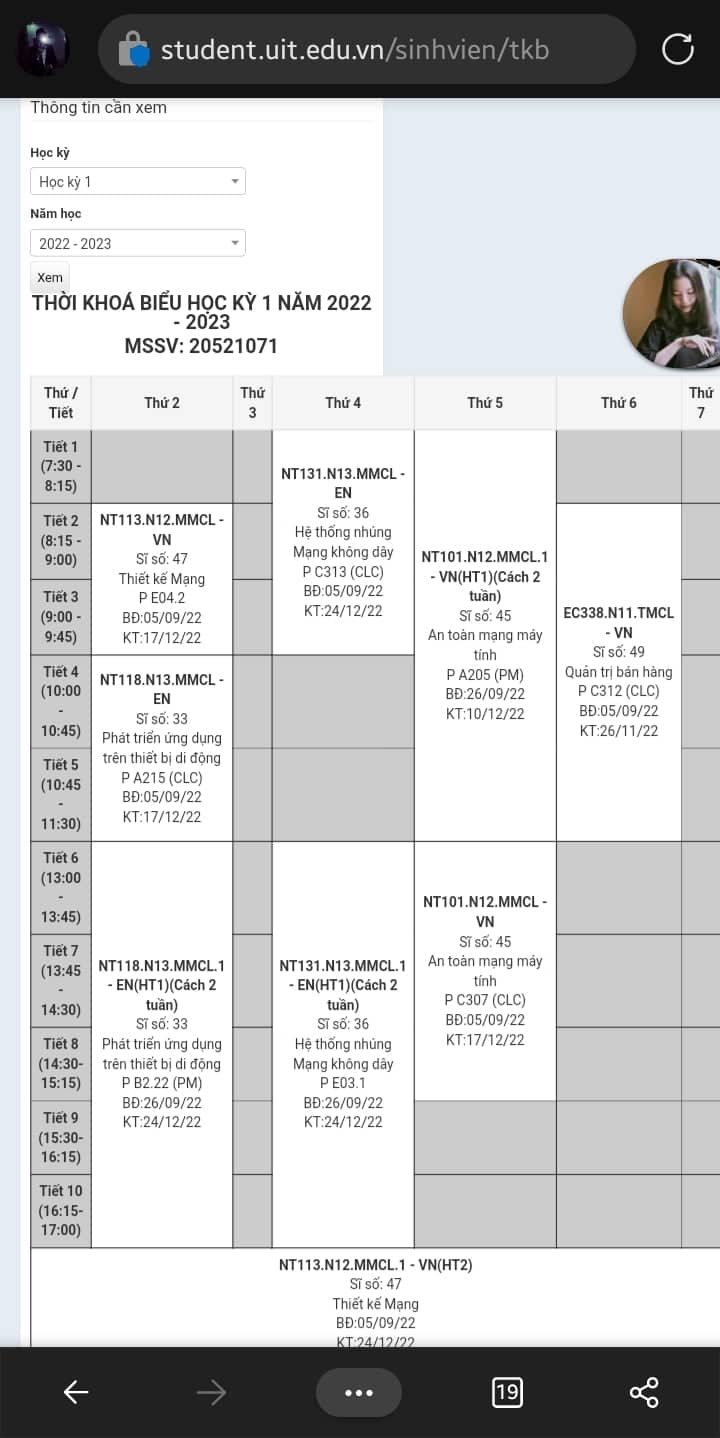 student.uit.edu.vn/sinhvien/tkb
Thông tin cần xem
Học kỳ
Học kỳ 1
Năm học
2022 - 2023
Xem
THỜI KHOÁ BIỂU HỌC KỲ 1 NĂM 2022
- 2023
MSSV: 20521071
Thứ /
Tiết
Thứ 2
Thứ
3
Thứ 4
Thứ 5
Thứ 6
Thứ
7
Tiết 1
(7:30 -
8:15)
NT131.N13.MMCL -
EN
Sĩ số: 36
Hệ thống nhúng
Mạng không dây
P C313 (CLC)
BĐ:05/09/22
KT:24/12/22
NT101.N12.MMCL.1
- VN(HT1)(Cách 2
tuần)
Sĩ số: 45
An toàn mạng máy
tính
P A205 (PM)
BĐ:26/09/22
KT:10/12/22
Tiết 2
(8:15 -
9:00)
NT113.N12.MMCL -
VN
Sĩ số: 47
Thiết kế Mạng
P E04.2
BĐ:05/09/22
KT:17/12/22
EC338.N11.TMCL
- VN
Sĩ số: 49
Quản trị bán hàng
P C312 (CLC)
BĐ:05/09/22
KT:26/11/22
Tiết 3
(9:00 -
9:45)
Tiết 4
(10:00
-
10:45)
NT118.N13.MMCL -
EN
Sĩ số: 33
Phát triển ứng dụng
trên thiết bị di động
P A215 (CLC)
BĐ:05/09/22
KT:17/12/22
Tiết 5
(10:45
-
11:30)
Tiết 6
(13:00
-
13:45)
NT118.N13.MMCL.1
- EN(HT1)(Cách 2
tuần)
Sĩ số: 33
Phát triển ứng dụng
trên thiết bị di động
P B2.22 (PM)
BĐ:26/09/22
KT:24/12/22
NT131.N13.MMCL.1
- EN(HT1)(Cách 2
tuần)
Sĩ số: 36
Hệ thống nhúng
Mạng không dây
P E03.1
BĐ:26/09/22
KT:24/12/22
NT101.N12.MMCL -
VN
Sĩ số: 45
An toàn mạng máy
tính
P C307 (CLC)
BĐ:05/09/22
KT:17/12/22
Tiết 7
(13:45
-
14:30)
Tiết 8
(14:30-
15:15)
Tiết 9
(15:30-
16:15)
Tiết 10
(16:15-
17:00)
NT113.N12.MMCL.1 - VN(HT2)
Sĩ số: 47
Thiết kế Mạng
BĐ:05/09/22
KT:24/12/22
19